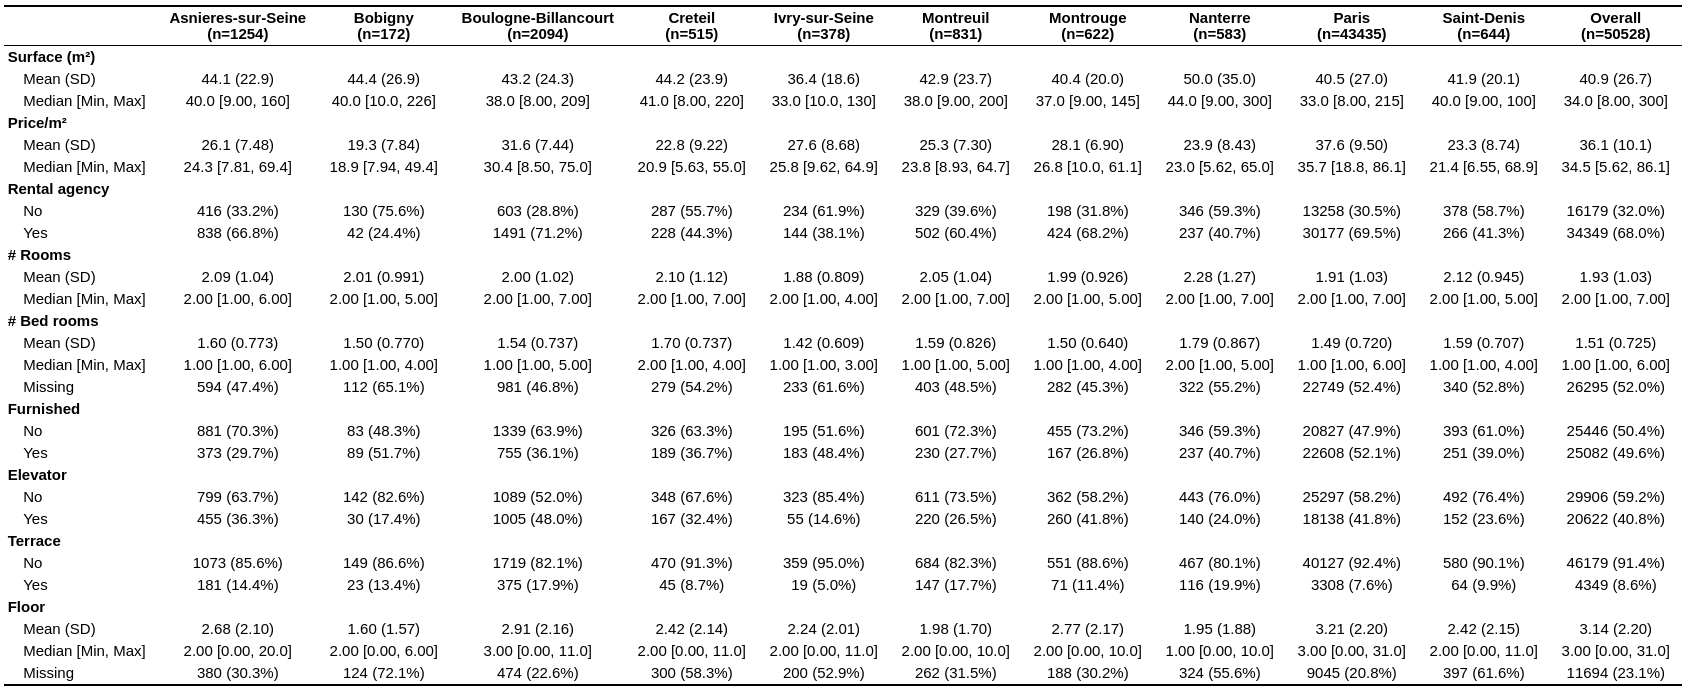 Asnieres-sur-Seine Bobigny Boulogne-Billancourt Creteil Ivry-sur-Seine Montreuil Montrouge Nanterre Paris Saint-Denis Overall
(n=1254) (n=172) (n=2094) (n=515) (n=378) (n=831) (n=622) (n=583) (n=43435) (n=644) (n=50528)
Surface (m²)
Mean (SD) 44.1 (22.9) 44.4 (26.9) 43.2 (24.3) 44.2 (23.9) 36.4 (18.6) 42.9 (23.7) 40.4 (20.0) 50.0 (35.0) 40.5 (27.0) 41.9 (20.1) 40.9 (26.7)
Median [Min, Max] 40.0 [9.00, 160] 40.0 [10.0, 226] 38.0 [8.00, 209] 41.0 [8.00, 220] 33.0 [10.0, 130] 38.0 [9.00, 200] 37.0 [9.00, 145] 44.0 [9.00, 300] 33.0 [8.00, 215] 40.0 [9.00, 100] 34.0 [8.00, 300]
Price/m²
Mean (SD) 26.1 (7.48) 19.3 (7.84) 31.6 (7.44) 22.8 (9.22) 27.6 (8.68) 25.3 (7.30) 28.1 (6.90) 23.9 (8.43) 37.6 (9.50) 23.3 (8.74) 36.1 (10.1)
Median [Min, Max] 24.3 [7.81, 69.4] 18.9 [7.94, 49.4] 30.4 [8.50, 75.0] 20.9 [5.63, 55.0] 25.8 [9.62, 64.9] 23.8 [8.93, 64.7] 26.8 [10.0, 61.1] 23.0 [5.62, 65.0] 35.7 [18.8, 86.1] 21.4 [6.55, 68.9] 34.5 [5.62, 86.1]
Rental agency
No 416 (33.2%) 130 (75.6%) 603 (28.8%) 287 (55.7%) 234 (61.9%) 329 (39.6%) 198 (31.8%) 346 (59.3%) 13258 (30.5%) 378 (58.7%) 16179 (32.0%)
Yes 838 (66.8%) 42 (24.4%) 1491 (71.2%) 228 (44.3%) 144 (38.1%) 502 (60.4%) 424 (68.2%) 237 (40.7%) 30177 (69.5%) 266 (41.3%) 34349 (68.0%)
# Rooms
Mean (SD) 2.09 (1.04) 2.01 (0.991) 2.00 (1.02) 2.10 (1.12) 1.88 (0.809) 2.05 (1.04) 1.99 (0.926) 2.28 (1.27) 1.91 (1.03) 2.12 (0.945) 1.93 (1.03)
Median [Min, Max] 2.00 [1.00, 6.00] 2.00 [1.00, 5.00] 2.00 [1.00, 7.00] 2.00 [1.00, 7.00] 2.00 [1.00, 4.00] 2.00 [1.00, 7.00] 2.00 [1.00, 5.00] 2.00 [1.00, 7.00] 2.00 [1.00, 7.00] 2.00 [1.00, 5.00] 2.00 [1.00, 7.00]
# Bed rooms
Mean (SD) 1.60 (0.773) 1.50 (0.770) 1.54 (0.737) 1.70 (0.737) 1.42 (0.609) 1.59 (0.826) 1.50 (0.640) 1.79 (0.867) 1.49 (0.720) 1.59 (0.707) 1.51 (0.725)
Median [Min, Max] 1.00 [1.00, 6.00] 1.00 [1.00, 4.00] 1.00 [1.00, 5.00] 2.00 [1.00, 4.00] 1.00 [1.00, 3.00] 1.00 [1.00, 5.00] 1.00 [1.00, 4.00] 2.00 [1.00, 5.00] 1.00 [1.00, 6.00] 1.00 [1.00, 4.00] 1.00 [1.00, 6.00]
Missing 594 (47.4%) 112 (65.1%) 981 (46.8%) 279 (54.2%) 233 (61.6%) 403 (48.5%) 282 (45.3%) 322 (55.2%) 22749 (52.4%) 340 (52.8%) 26295 (52.0%)
Furnished
No 881 (70.3%) 83 (48.3%) 1339 (63.9%) 326 (63.3%) 195 (51.6%) 601 (72.3%) 455 (73.2%) 346 (59.3%) 20827 (47.9%) 393 (61.0%) 25446 (50.4%)
Yes 373 (29.7%) 89 (51.7%) 755 (36.1%) 189 (36.7%) 183 (48.4%) 230 (27.7%) 167 (26.8%) 237 (40.7%) 22608 (52.1%) 251 (39.0%) 25082 (49.6%)
Elevator
No 799 (63.7%) 142 (82.6%) 1089 (52.0%) 348 (67.6%) 323 (85.4%) 611 (73.5%) 362 (58.2%) 443 (76.0%) 25297 (58.2%) 492 (76.4%) 29906 (59.2%)
Yes 455 (36.3%) 30 (17.4%) 1005 (48.0%) 167 (32.4%) 55 (14.6%) 220 (26.5%) 260 (41.8%) 140 (24.0%) 18138 (41.8%) 152 (23.6%) 20622 (40.8%)
Terrace
No 1073 (85.6%) 149 (86.6%) 1719 (82.1%) 470 (91.3%) 359 (95.0%) 684 (82.3%) 551 (88.6%) 467 (80.1%) 40127 (92.4%) 580 (90.1%) 46179 (91.4%)
Yes 181 (14.4%) 23 (13.4%) 375 (17.9%) 45 (8.7%) 19 (5.0%) 147 (17.7%) 71 (11.4%) 116 (19.9%) 3308 (7.6%) 64 (9.9%) 4349 (8.6%)
Floor
Mean (SD) 2.68 (2.10) 1.60 (1.57) 2.91 (2.16) 2.42 (2.14) 2.24 (2.01) 1.98 (1.70) 2.77 (2.17) 1.95 (1.88) 3.21 (2.20) 2.42 (2.15) 3.14 (2.20)
Median [Min, Max] 2.00 [0.00, 20.0] 2.00 [0.00, 6.00] 3.00 [0.00, 11.0] 2.00 [0.00, 11.0] 2.00 [0.00, 11.0] 2.00 [0.00, 10.0] 2.00 [0.00, 10.0] 1.00 [0.00, 10.0] 3.00 [0.00, 31.0] 2.00 [0.00, 11.0] 3.00 [0.00, 31.0]
Missing 380 (30.3%) 124 (72.1%) 474 (22.6%) 300 (58.3%) 200 (52.9%) 262 (31.5%) 188 (30.2%) 324 (55.6%) 9045 (20.8%) 397 (61.6%) 11694 (23.1%)